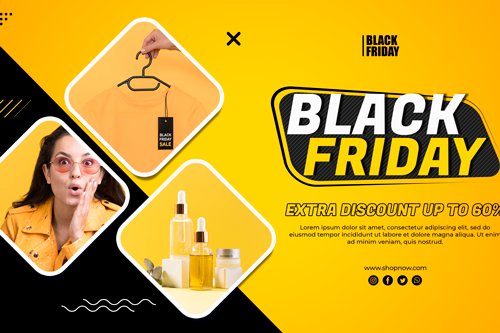 BLACK
FRIDAY
BLACK
FRIDAY
SALE
BLACK
FRIDAY
EXTRA DISCOUNT UP TO 60%
Lorem ipsum dolor sit amet, consectetuer adipiscing elit, sed
do eiusmod tempor incididunt ut labore et dolore magna aliqua. Ut enim
ad minim veniam, quis nostrud.
www.shopnow.com